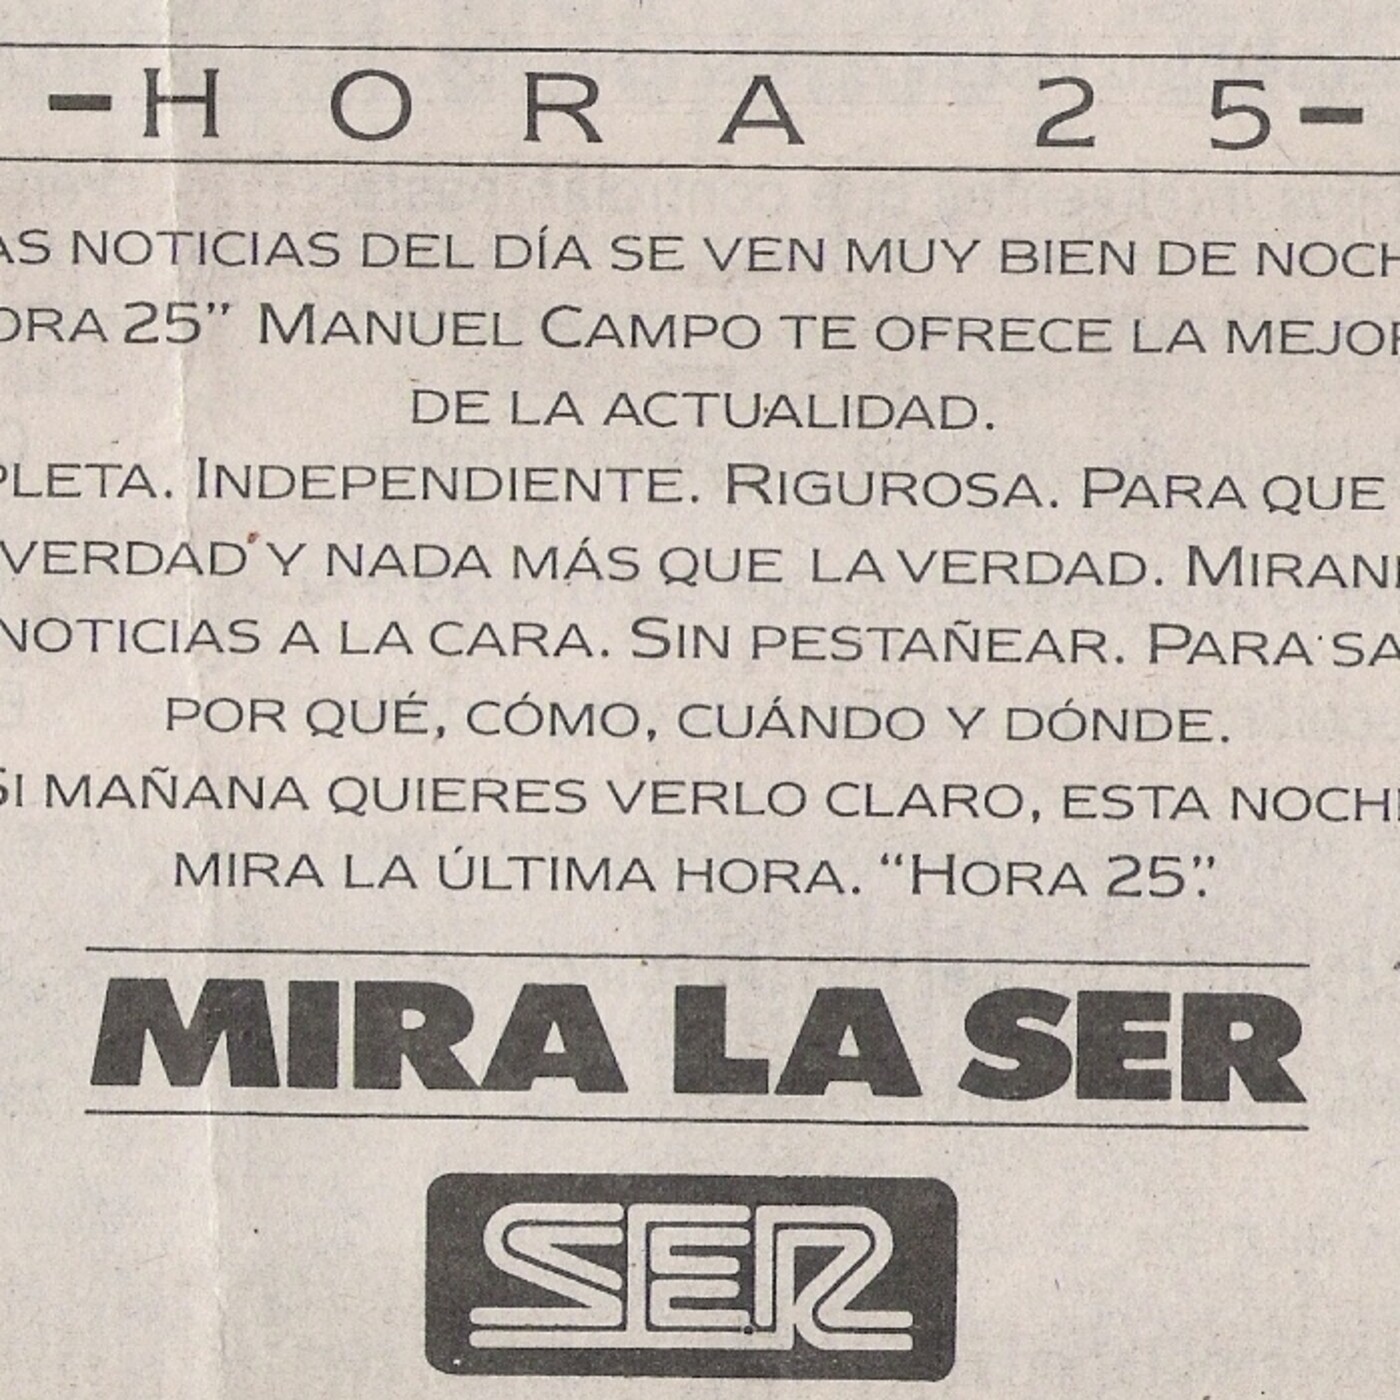 -HORA 25-
AS NOTICIAS DEL DÍA SE VEN MUY BIEN DE NOCH
ORA 25” MANUEL CAMPO TE OFRECE LA MEJOR
DE LA ACTUALIDAD.
PLETA. INDEPENDIENTE. RIGUROSA. PARA QUE
VERDAD Y NADA MÁS QUE LA VERDAD. MIRAN
NOTICIAS A LA CARA. SIN PESTAÑEAR. PARA SA
POR QUÉ, CÓMO, CUÁNDO Y DÓNDE.
SI MAÑANA QUIERES VERLO CLARO, ESTA NOCHE
MIRA LA ÚLTIMA HORA. “HORA 25”.
MIRA LA SER
SER